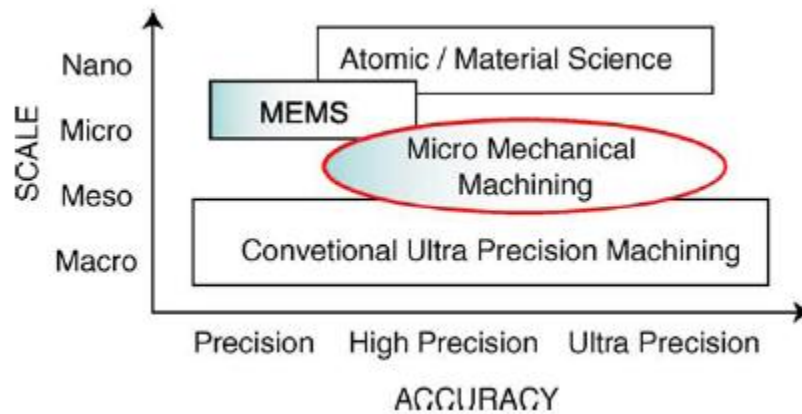 Nano
Atomic / Material Science
MEMS
Micro
Micro Mechanical
Machining
SCALE
Meso
Macro
Convetional Ultra Precision Machining
Precision
High Precision
Ultra Precision
ACCURACY